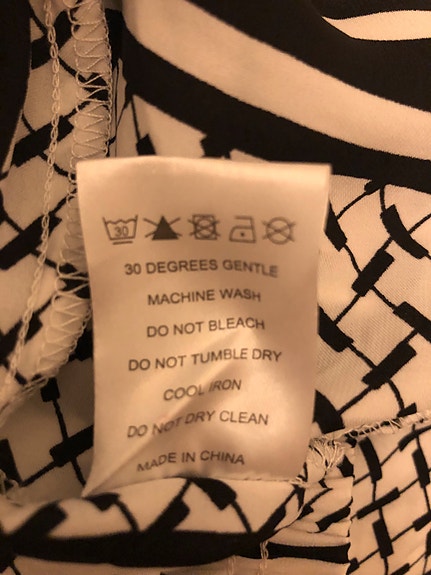 30
30 DEGREES GENTLE
MACHINE WASH
DO NOT BLEACH
DO NOT TUMBLE DRY
COOL IRON
DO NOT DRY CLEAN
MADE IN CHINA